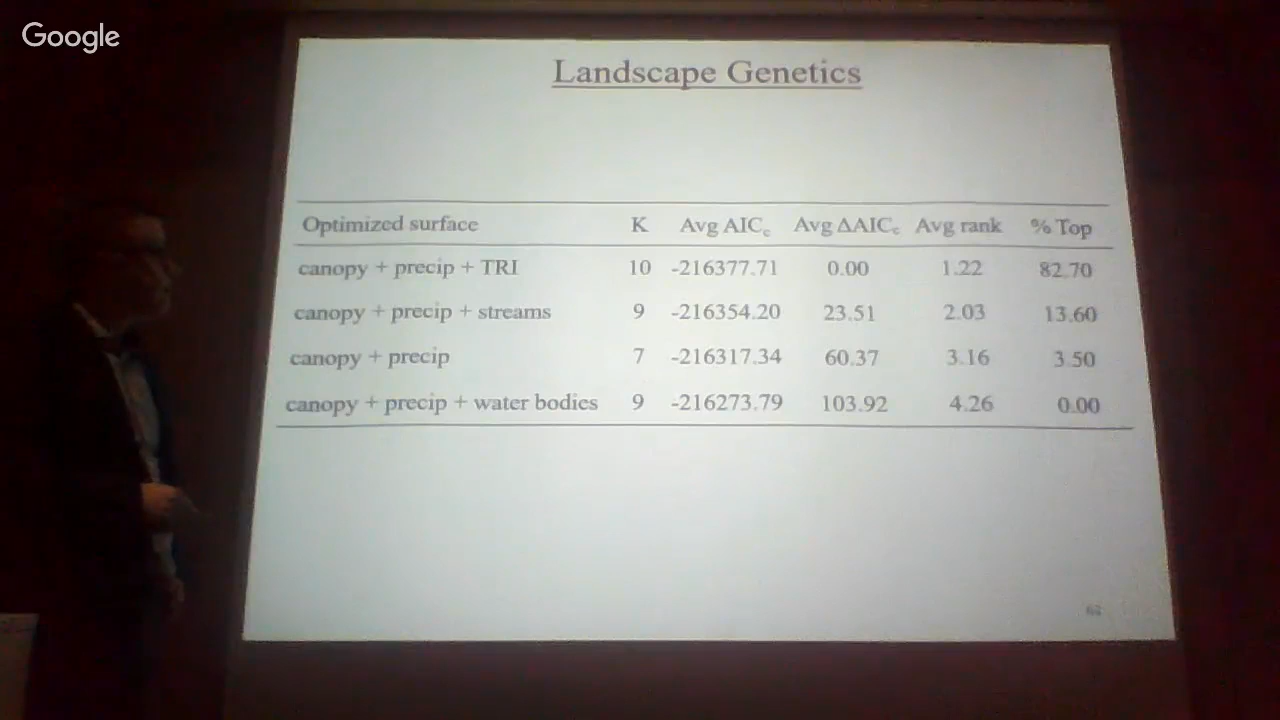 Google
Landscape Genetics
Optimized surface K Avg AICc Avg ΔAICc Avg rank % Top
canopy + precip + TRI 10 -216377.71 0.00 1.22 82.70
canopy + precip + streams 9 -216354.20 23.51 2.03 13.60
canopy + precip 7 -216317.34 60.37 3.16 3.50
canopy + precip + water bodies 9 -216273.79 103.92 4.26 0.00